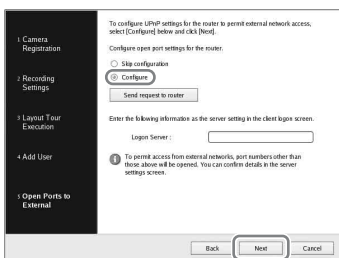 1 Camera
Registration
2 Recording
Settings
3 Layout Tour
Execution
4 Add User
5 Open Ports to
External
To configure UPnP settings for the router to permit external network access,
select [Configure] below and click [Next].
Configure open port settings for the router.
Skip configuration
Configure
Send request to router
Enter the following information as the server setting in the client logon screen.
Logon Server :
To permit access from external networks, port numbers other than
those above will be opened. You can confirm details in the server
settings screen.
Back
Next
Cancel